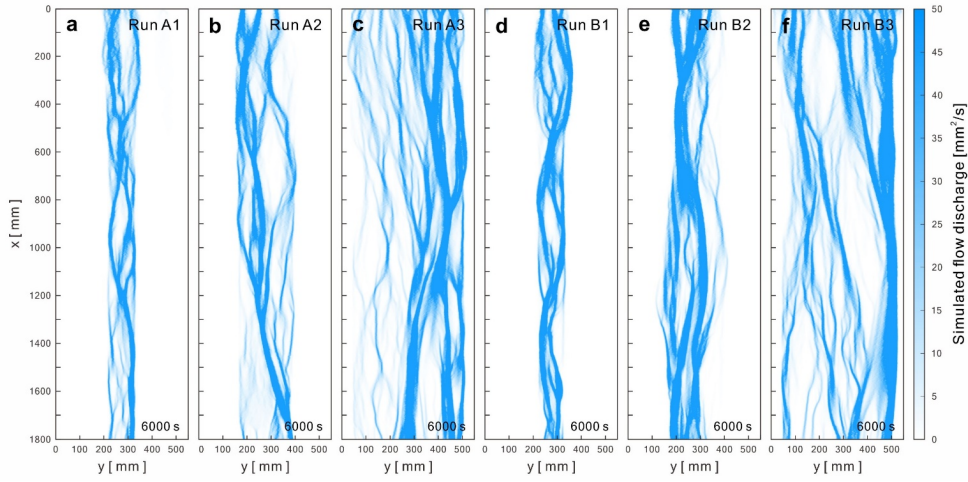 a Run A1
b Run A2
c Run A3
d Run B1
e Run B2
f Run B3
0
200
400
600
800
1000
1200
1400
1600
1800
x [ mm ]
6000 s
6000 s
6000 s
6000 s
6000 s
6000 s
0 100 200 300 400 500
0 100 200 300 400 500
0 100 200 300 400 500
0 100 200 300 400 500
0 100 200 300 400 500
0 100 200 300 400 500
y [ mm ]
y [ mm ]
y [ mm ]
y [ mm ]
y [ mm ]
y [ mm ]
50
45
40
35
30
25
20
15
10
5
0
Simulated flow discharge [mm²/s]